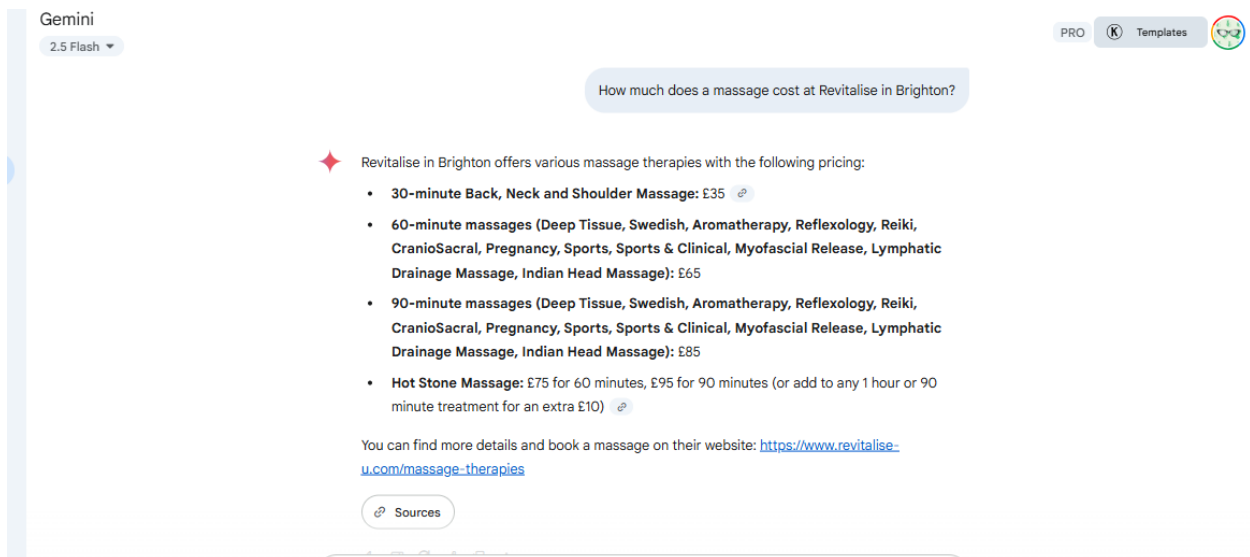 Gemini
2.5 Flash
PRO
K Templates
How much does a massage cost at Revitalise in Brighton?
Revitalise in Brighton offers various massage therapies with the following pricing:
• 30-minute Back, Neck and Shoulder Massage: £35
• 60-minute massages (Deep Tissue, Swedish, Aromatherapy, Reflexology, Reiki,
CranioSacral, Pregnancy, Sports, Sports & Clinical, Myofascial Release, Lymphatic
Drainage Massage, Indian Head Massage): £65
• 90-minute massages (Deep Tissue, Swedish, Aromatherapy, Reflexology, Reiki,
CranioSacral, Pregnancy, Sports, Sports & Clinical, Myofascial Release, Lymphatic
Drainage Massage, Indian Head Massage): £85
• Hot Stone Massage: £75 for 60 minutes, £95 for 90 minutes (or add to any 1 hour or 90
minute treatment for an extra £10)
You can find more details and book a massage on their website: https://www.revitalise-
u.com/massage-therapies
Sources